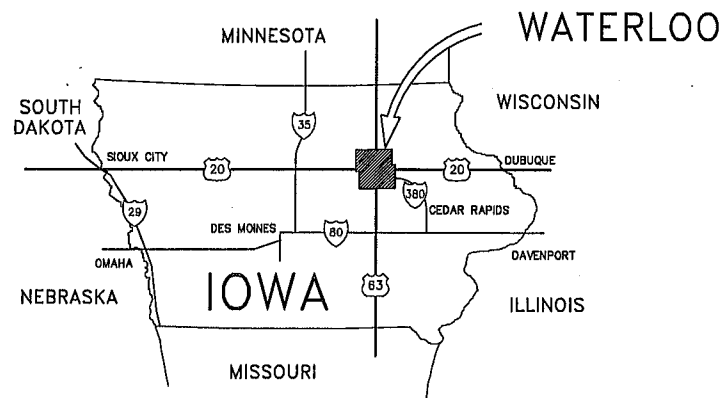 WATERLOO
MINNESOTA
WISCONSIN
SOUTH
DAKOTA
35
SIOUX CITY
20
20
DUBUQUE
380
29
CEDAR RAPIDS
DES MOINES
80
OMAHA
DAVENPORT
NEBRASKA
IOWA
63
ILLINOIS
MISSOURI